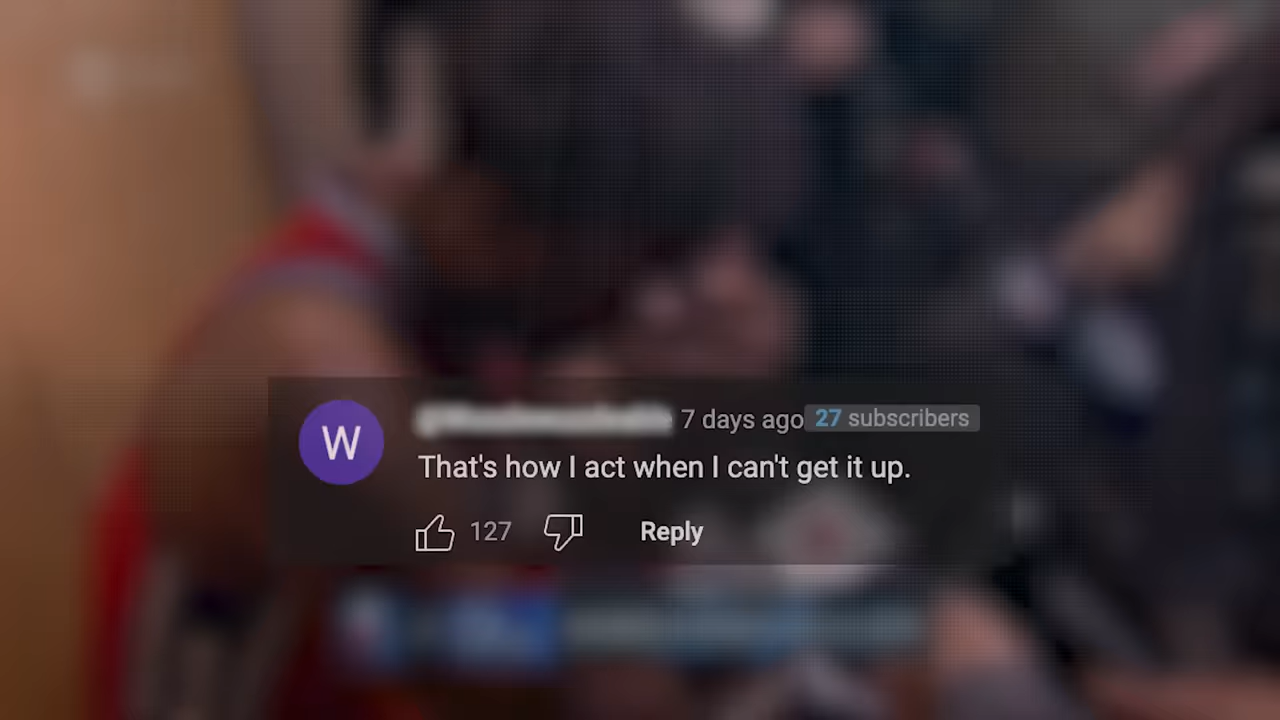 W
7 days ago 27 subscribers
That's how I act when I can't get it up.
127 Reply